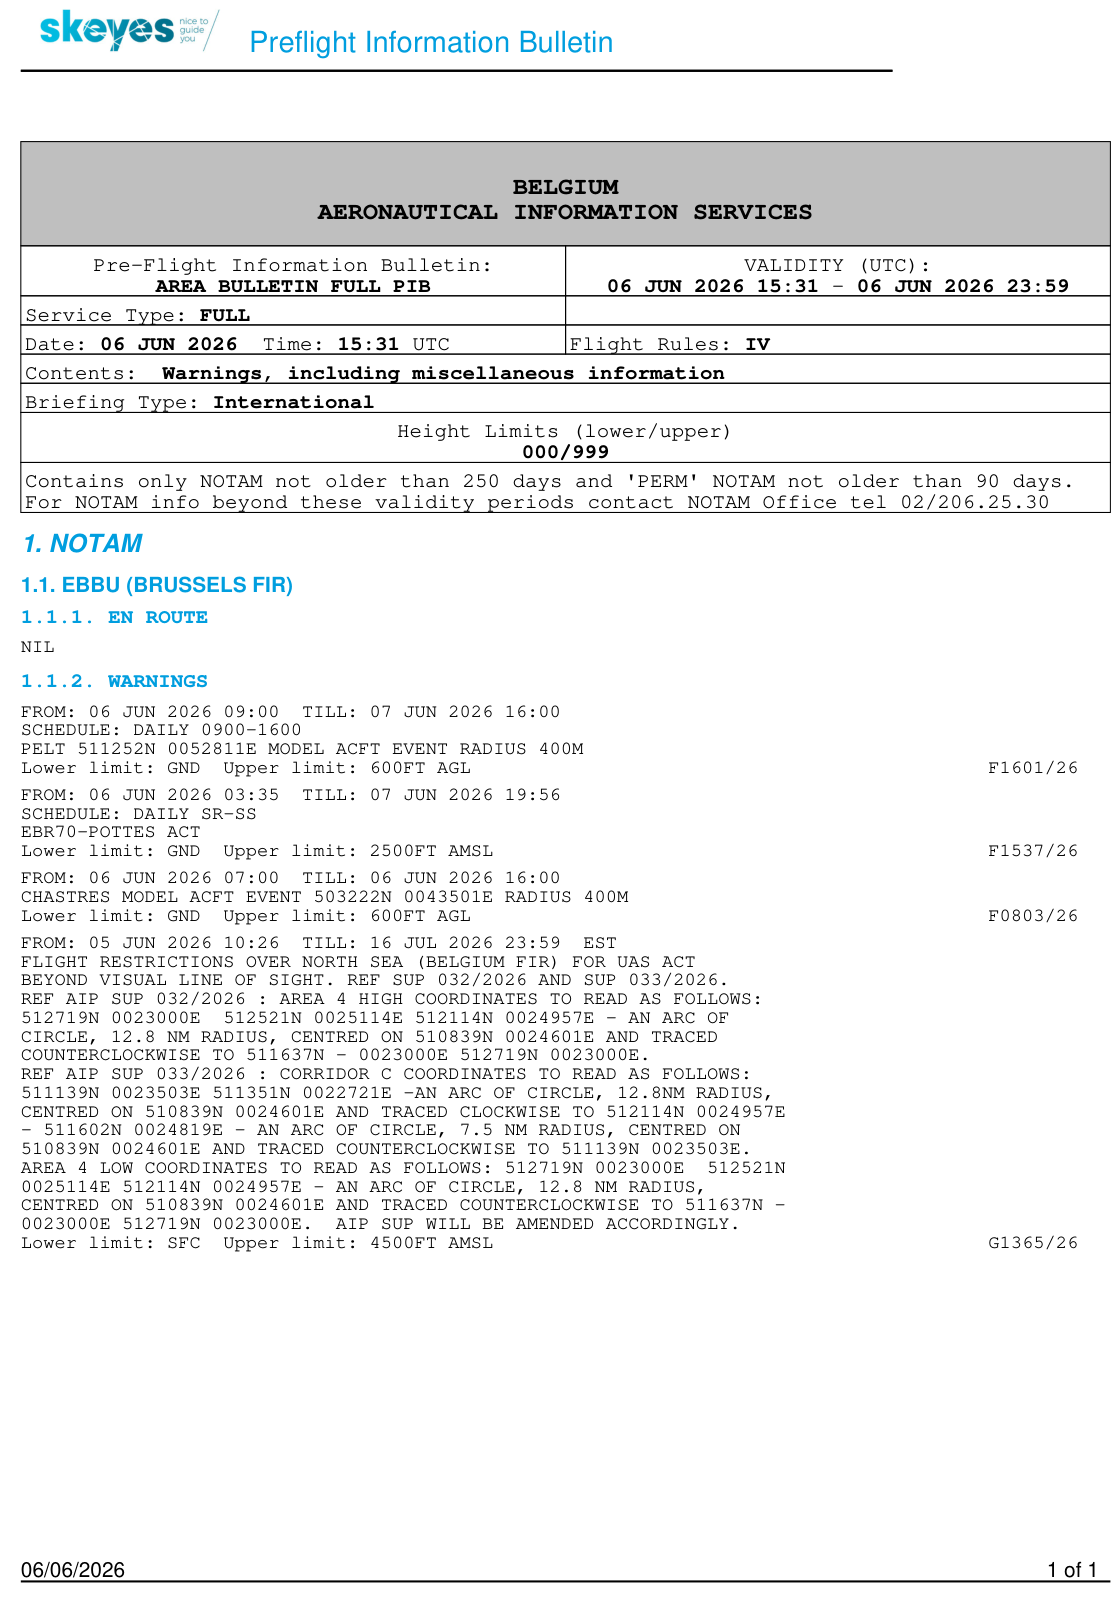 skeyes nice to guide you
Preflight Information Bulletin
BELGIUM
AERONAUTICAL INFORMATION SERVICES
Pre-Flight Information Bulletin:
AREA BULLETIN FULL PIB
VALIDITY (UTC):
06 JUN 2026 15:31 - 06 JUN 2026 23:59
Service Type: FULL
Date: 06 JUN 2026  Time: 15:31 UTC
Flight Rules: IV
Contents:  Warnings, including miscellaneous information
Briefing Type: International
Height Limits (lower/upper)
000/999
Contains only NOTAM not older than 250 days and 'PERM' NOTAM not older than 90 days.
For NOTAM info beyond these validity periods contact NOTAM Office tel 02/206.25.30
1. NOTAM
1.1. EBBU (BRUSSELS FIR)
1.1.1. EN ROUTE
NIL
1.1.2. WARNINGS
FROM: 06 JUN 2026 09:00  TILL: 07 JUN 2026 16:00
SCHEDULE: DAILY 0900-1600
PELT 511252N 0052811E MODEL ACFT EVENT RADIUS 400M
Lower limit: GND  Upper limit: 600FT AGL F1601/26
FROM: 06 JUN 2026 03:35  TILL: 07 JUN 2026 19:56
SCHEDULE: DAILY SR-SS
EBR70-POTTES ACT
Lower limit: GND  Upper limit: 2500FT AMSL F1537/26
FROM: 06 JUN 2026 07:00  TILL: 06 JUN 2026 16:00
CHASTRES MODEL ACFT EVENT 503222N 0043501E RADIUS 400M
Lower limit: GND  Upper limit: 600FT AGL F0803/26
FROM: 05 JUN 2026 10:26  TILL: 16 JUL 2026 23:59  EST
FLIGHT RESTRICTIONS OVER NORTH SEA (BELGIUM FIR) FOR UAS ACT
BEYOND VISUAL LINE OF SIGHT. REF SUP 032/2026 AND SUP 033/2026.
REF AIP SUP 032/2026 : AREA 4 HIGH COORDINATES TO READ AS FOLLOWS:
512719N 0023000E  512521N 0025114E 512114N 0024957E - AN ARC OF
CIRCLE, 12.8 NM RADIUS, CENTRED ON 510839N 0024601E AND TRACED
COUNTERCLOCKWISE TO 511637N - 0023000E 512719N 0023000E.
REF AIP SUP 033/2026 : CORRIDOR C COORDINATES TO READ AS FOLLOWS:
511139N 0023503E 511351N 0022721E -AN ARC OF CIRCLE, 12.8NM RADIUS,
CENTRED ON 510839N 0024601E AND TRACED CLOCKWISE TO 512114N 0024957E
- 511602N 0024819E - AN ARC OF CIRCLE, 7.5 NM RADIUS, CENTRED ON
510839N 0024601E AND TRACED COUNTERCLOCKWISE TO 511139N 0023503E.
AREA 4 LOW COORDINATES TO READ AS FOLLOWS: 512719N 0023000E  512521N
0025114E 512114N 0024957E - AN ARC OF CIRCLE, 12.8 NM RADIUS,
CENTRED ON 510839N 0024601E AND TRACED COUNTERCLOCKWISE TO 511637N -
0023000E 512719N 0023000E.  AIP SUP WILL BE AMENDED ACCORDINGLY.
Lower limit: SFC  Upper limit: 4500FT AMSL G1365/26
06/06/2026
1 of 1